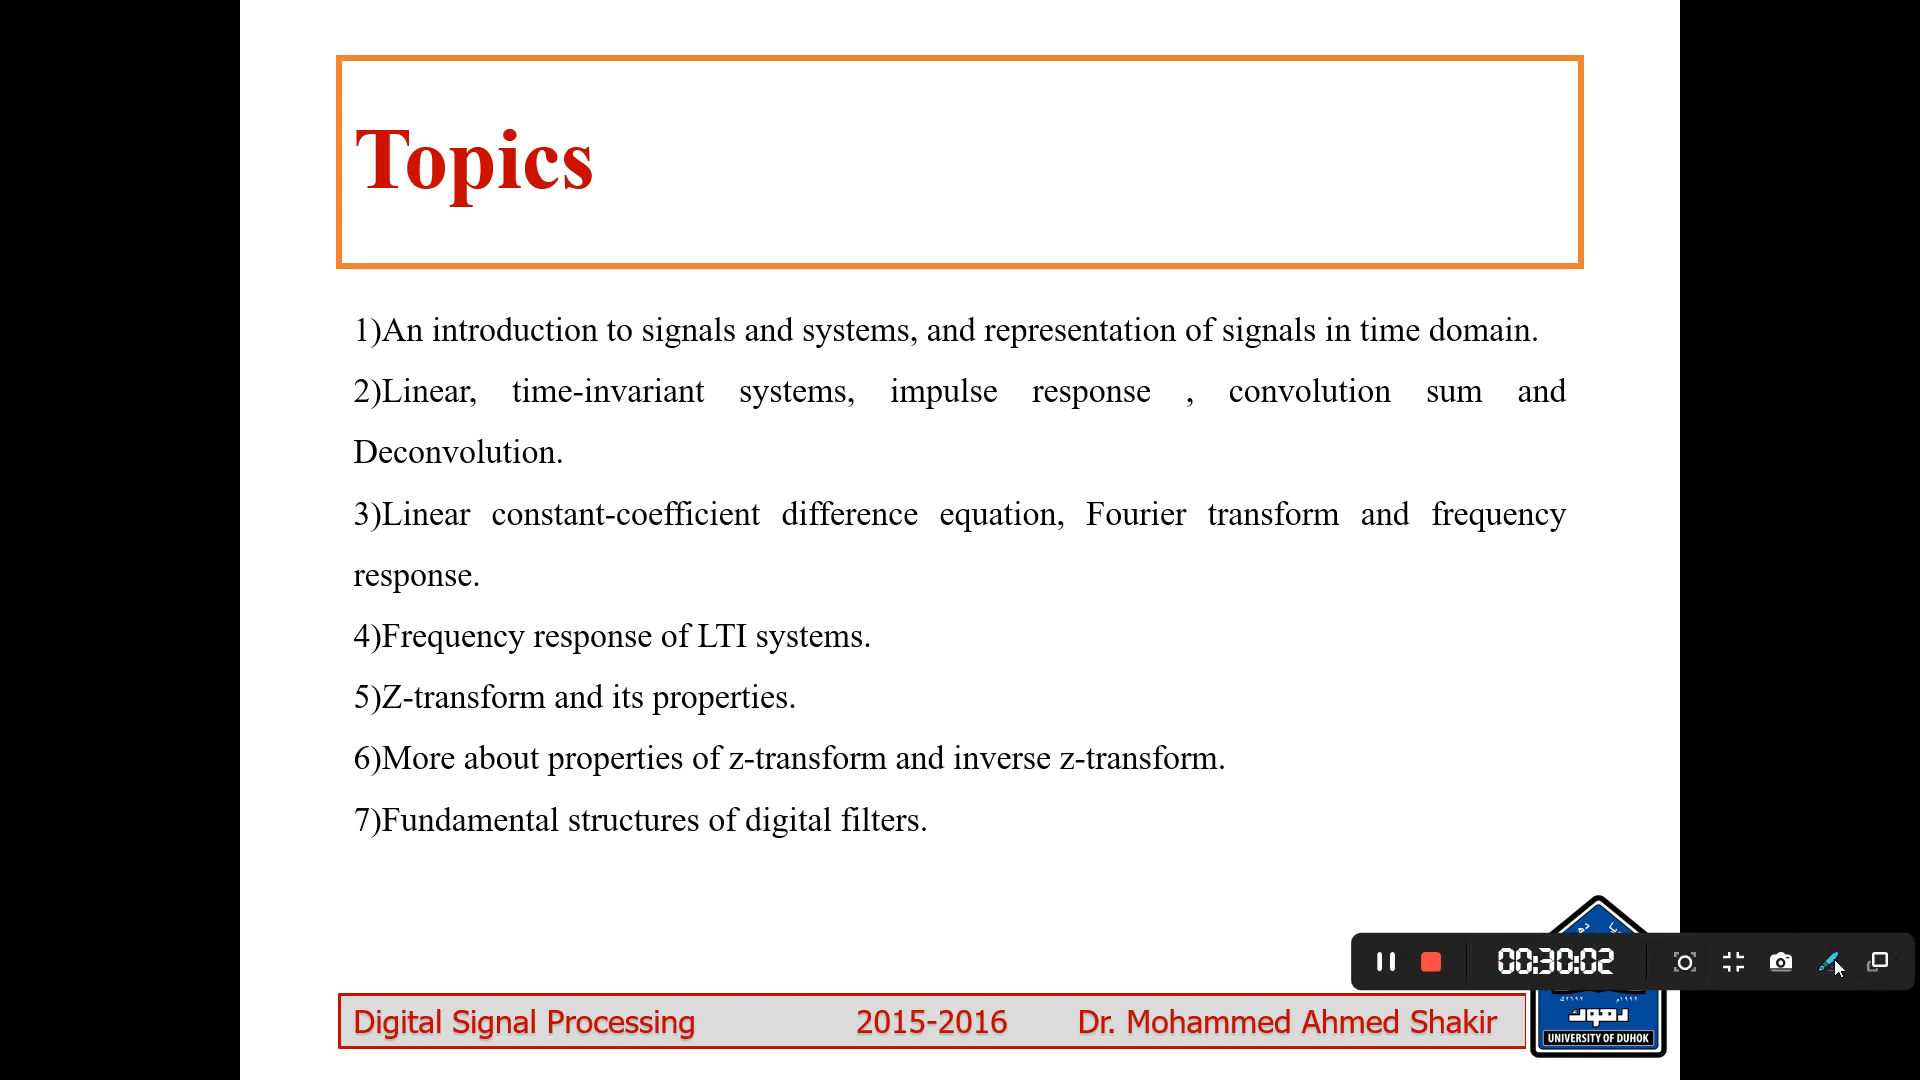 Topics
1)An introduction to signals and systems, and representation of signals in time domain.
2)Linear, time-invariant systems, impulse response , convolution sum and
Deconvolution.
3)Linear constant-coefficient difference equation, Fourier transform and frequency
response.
4)Frequency response of LTI systems.
5)Z-transform and its properties.
6)More about properties of z-transform and inverse z-transform.
7)Fundamental structures of digital filters.
00:30:02
Digital Signal Processing 2015-2016 Dr. Mohammed Ahmed Shakir
دهوك
UNIVERSITY OF DUHOK